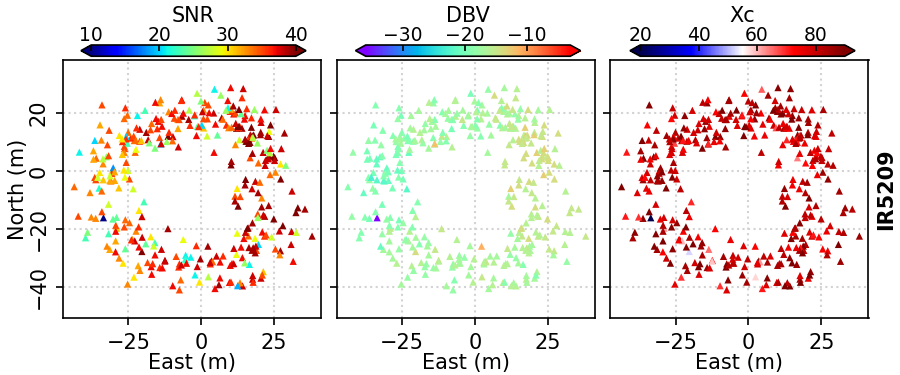 SNR DBV Xc
10 20 30 40 −30 −20 −10 20 40 60 80
20
0
−20
−40
North (m)
−25 0 25 −25 0 25 −25 0 25
East (m) East (m) East (m)
IR5209